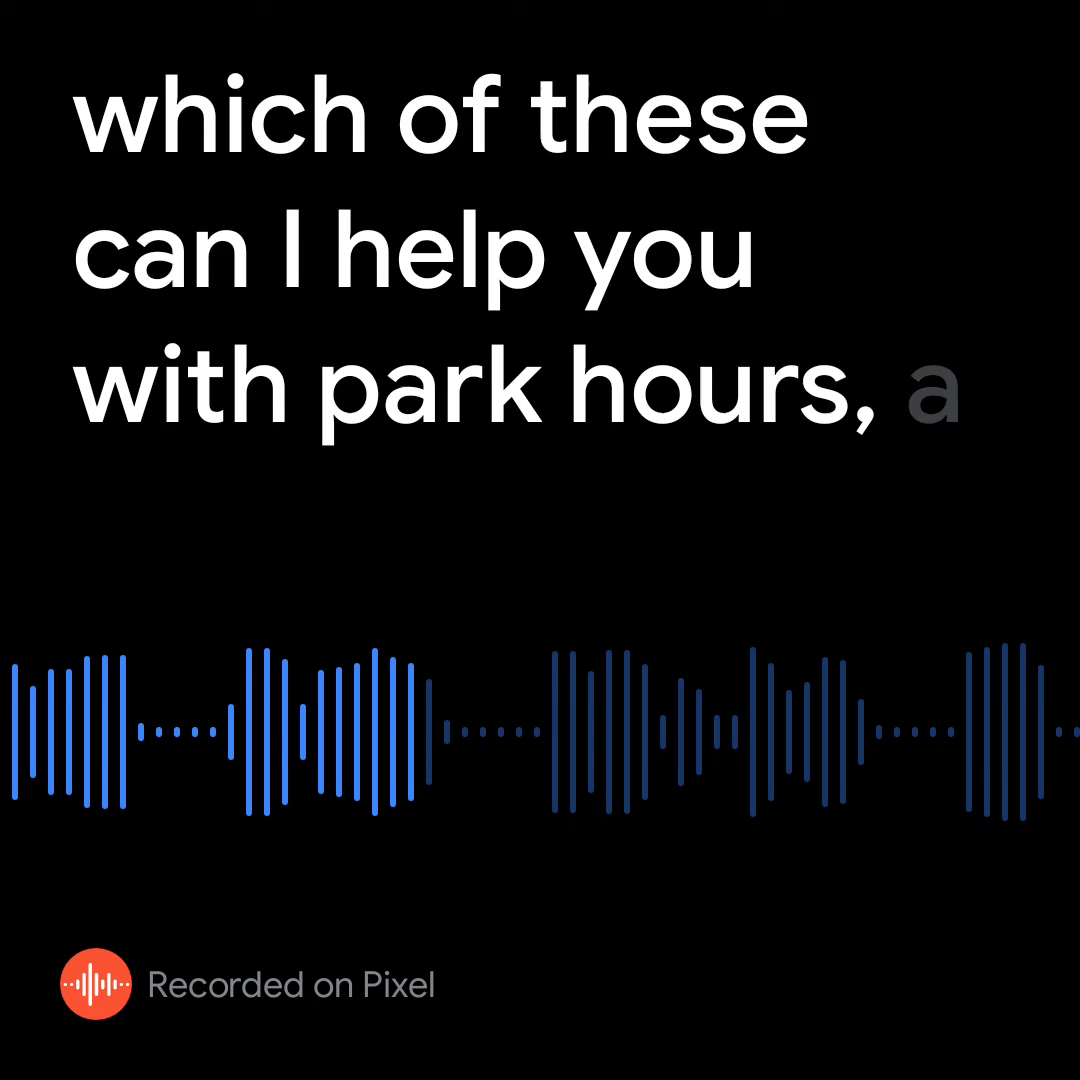 which of these
can I help you
with park hours, a
Recorded on Pixel